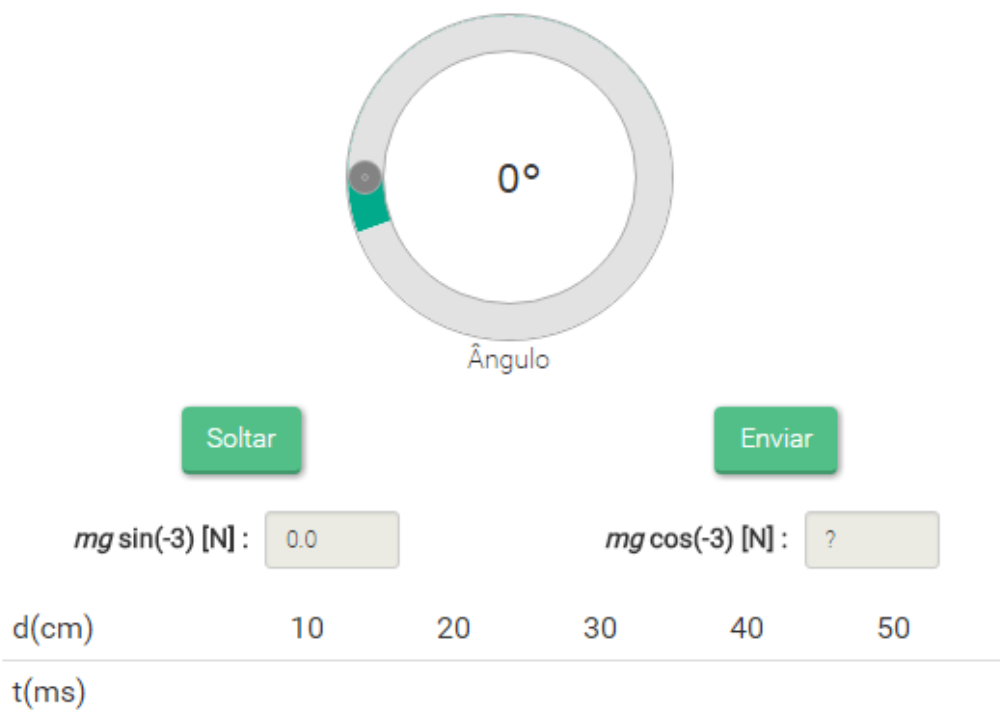 0°
Ângulo
Soltar Enviar
mg sin(-3) [N] : 0.0 mg cos(-3) [N] : ?
d(cm) 10 20 30 40 50
t(ms)